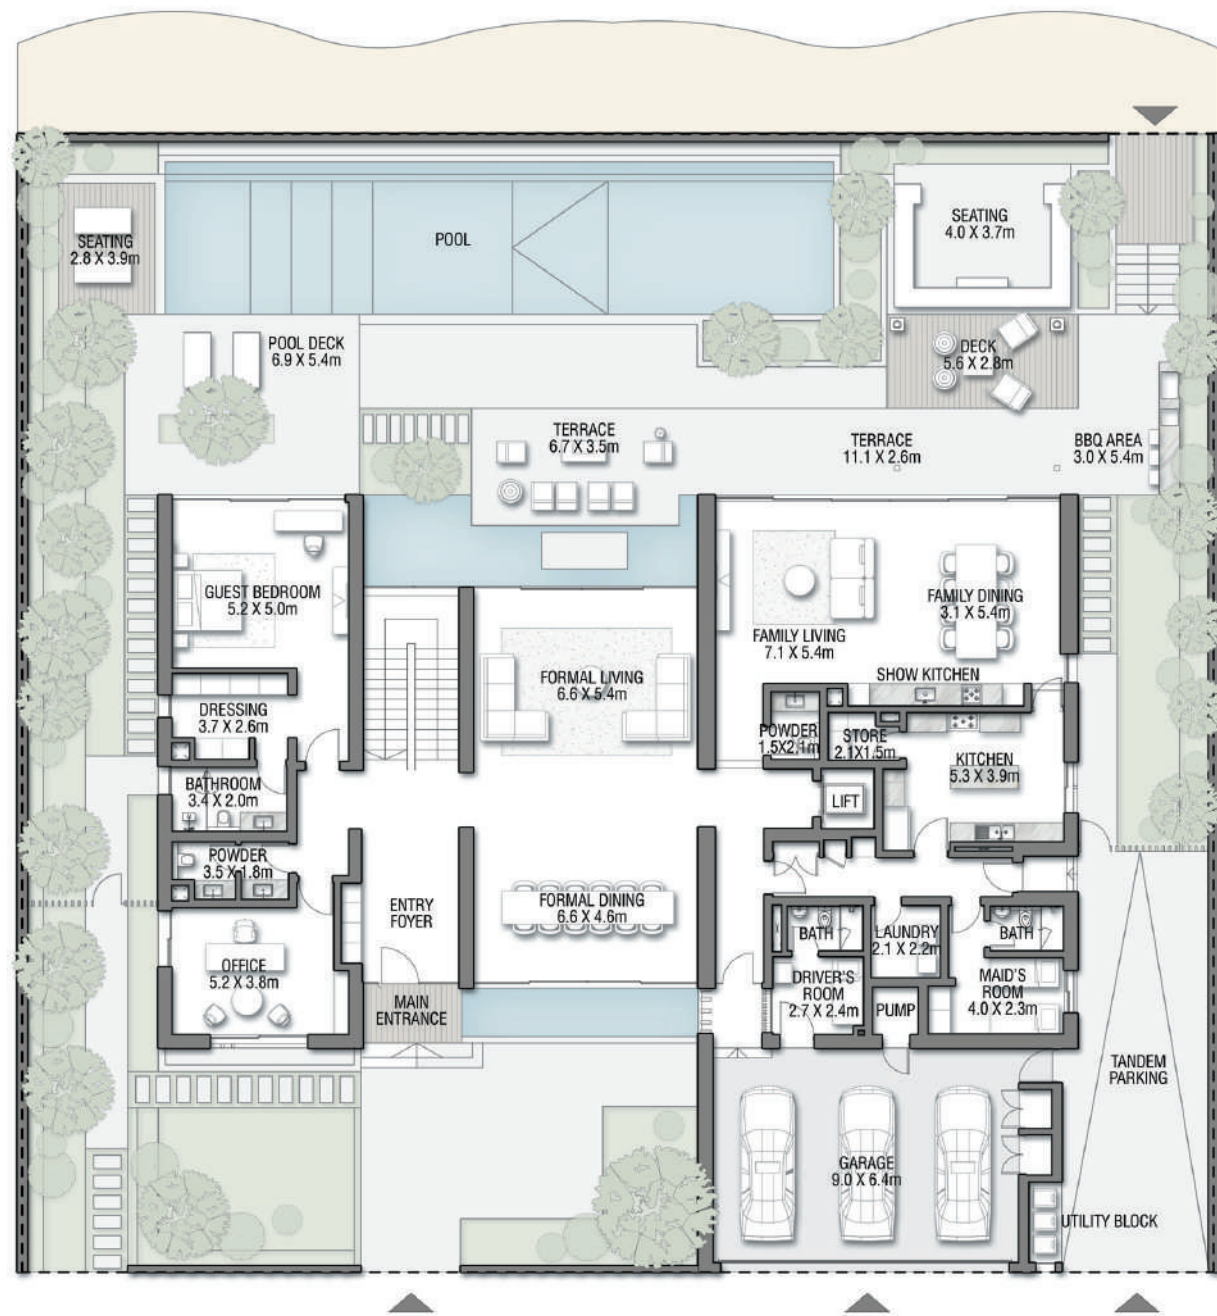 SEATING
2.8 X 3.9m
POOL
SEATING
4.0 X 3.7m
POOL DECK
6.9 X 5.4m
DECK
5.6 X 2.8m
TERRACE
6.7 X 3.5m
TERRACE
11.1 X 2.6m
BBQ AREA
3.0 X 5.4m
GUEST BEDROOM
5.2 X 5.0m
FAMILY DINING
3.1 X 5.4m
FAMILY LIVING
7.1 X 5.4m
FORMAL LIVING
6.6 X 5.4m
SHOW KITCHEN
DRESSING
3.7 X 2.6m
POWDER
1.5X2.1m
STORE
2.1X1.5m
KITCHEN
5.3 X 3.9m
BATHROOM
3.4 X 2.0m
LIFT
POWDER
3.5 X 1.8m
ENTRY
FOYER
FORMAL DINING
6.6 X 4.6m
BATH
LAUNDRY
2.1 X 2.2m
BATH
OFFICE
5.2 X 3.8m
DRIVER'S
ROOM
2.7 X 2.4m
MAID'S
ROOM
4.0 X 2.3m
MAIN
ENTRANCE
PUMP
TANDEM
PARKING
GARAGE
9.0 X 6.4m
UTILITY BLOCK